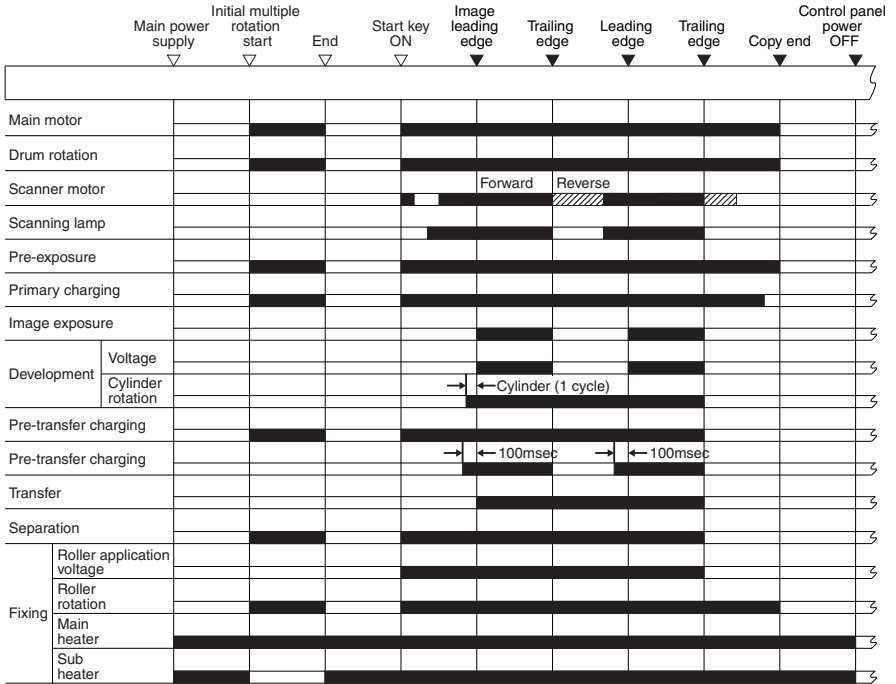 Main power
supply
Initial multiple
rotation
start
End
Start key
ON
Image
leading
edge
Trailing
edge
Leading
edge
Trailing
edge
Copy end
Control panel
power
OFF
Main motor
Drum rotation
Scanner motor
Forward
Reverse
Scanning lamp
Pre-exposure
Primary charging
Image exposure
Development
Voltage
Cylinder
rotation
Cylinder (1 cycle)
Pre-transfer charging
Pre-transfer charging
100msec
100msec
Transfer
Separation
Fixing
Roller application
voltage
Roller
rotation
Main
heater
Sub
heater